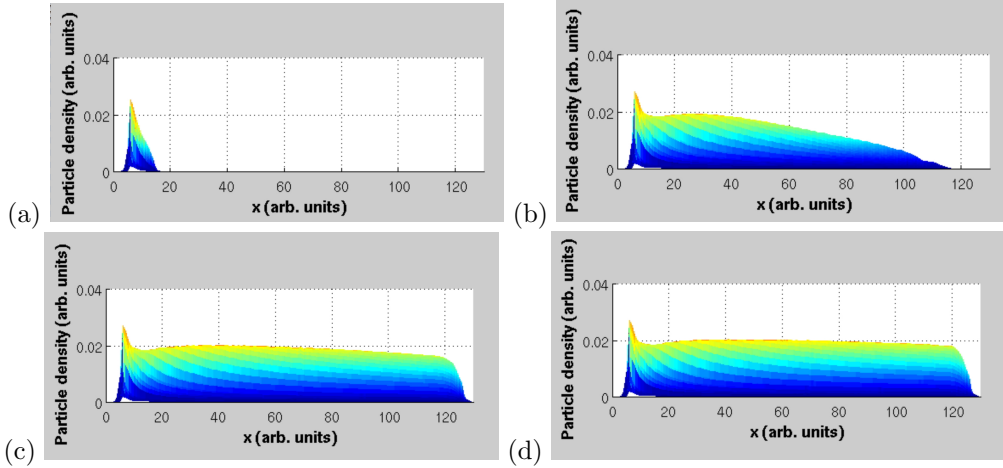 Particle density (arb. units)
0.04
0.02
0
0 20 40 60 80 100 120
x (arb. units)
(a)
Particle density (arb. units)
0.04
0.02
0
0 20 40 60 80 100 120
x (arb. units)
(b)
Particle density (arb. units)
0.04
0.02
0
0 20 40 60 80 100 120
x (arb. units)
(c)
Particle density (arb. units)
0.04
0.02
0
0 20 40 60 80 100 120
x (arb. units)
(d)